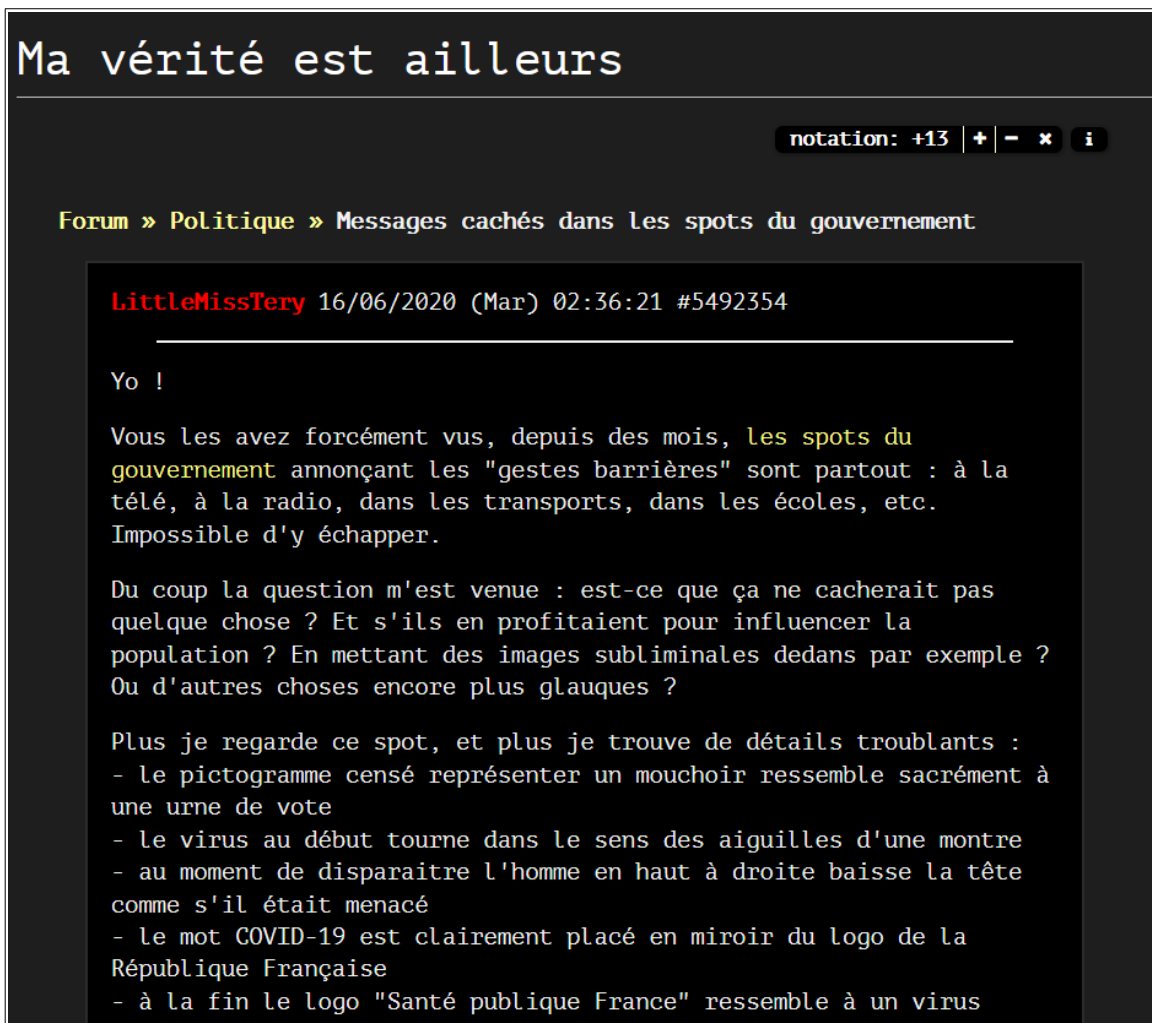 Ma vérité est ailleurs
notation: +13 + − × i
Forum » Politique » Messages cachés dans les spots du gouvernement
LittleMissTery 16/06/2020 (Mar) 02:36:21 #5492354
Yo !
Vous les avez forcément vus, depuis des mois, les spots du
gouvernement annonçant les "gestes barrières" sont partout : à la
télé, à la radio, dans les transports, dans les écoles, etc.
Impossible d'y échapper.
Du coup la question m'est venue : est-ce que ça ne cacherait pas
quelque chose ? Et s'ils en profitaient pour influencer la
population ? En mettant des images subliminales dedans par exemple ?
Ou d'autres choses encore plus glauques ?
Plus je regarde ce spot, et plus je trouve de détails troublants :
- le pictogramme censé représenter un mouchoir ressemble sacrément à
une urne de vote
- le virus au début tourne dans le sens des aiguilles d'une montre
- au moment de disparaitre l'homme en haut à droite baisse la tête
comme s'il était menacé
- le mot COVID-19 est clairement placé en miroir du logo de la
République Française
- à la fin le logo "Santé publique France" ressemble à un virus